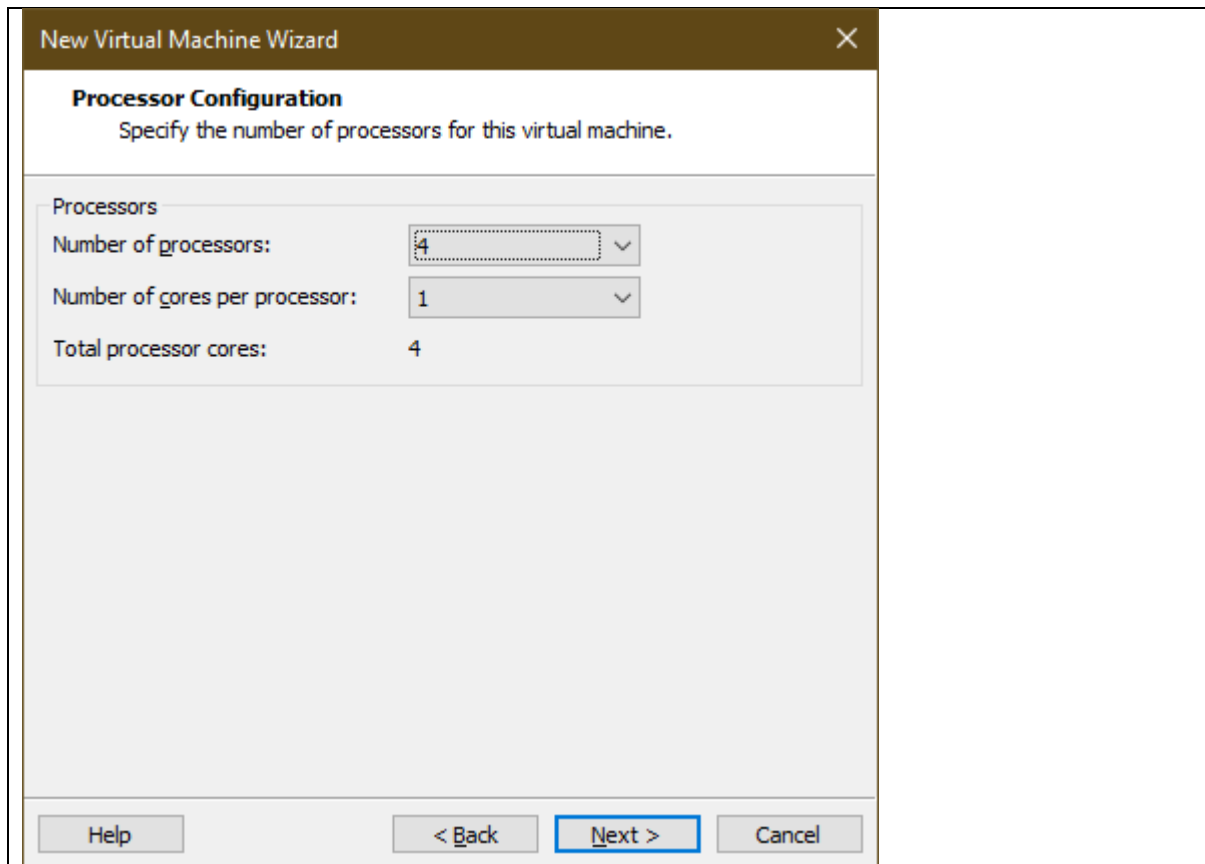 New Virtual Machine Wizard
Processor Configuration
Specify the number of processors for this virtual machine.
Processors
Number of processors: 4
Number of cores per processor: 1
Total processor cores: 4
Help < Back Next > Cancel